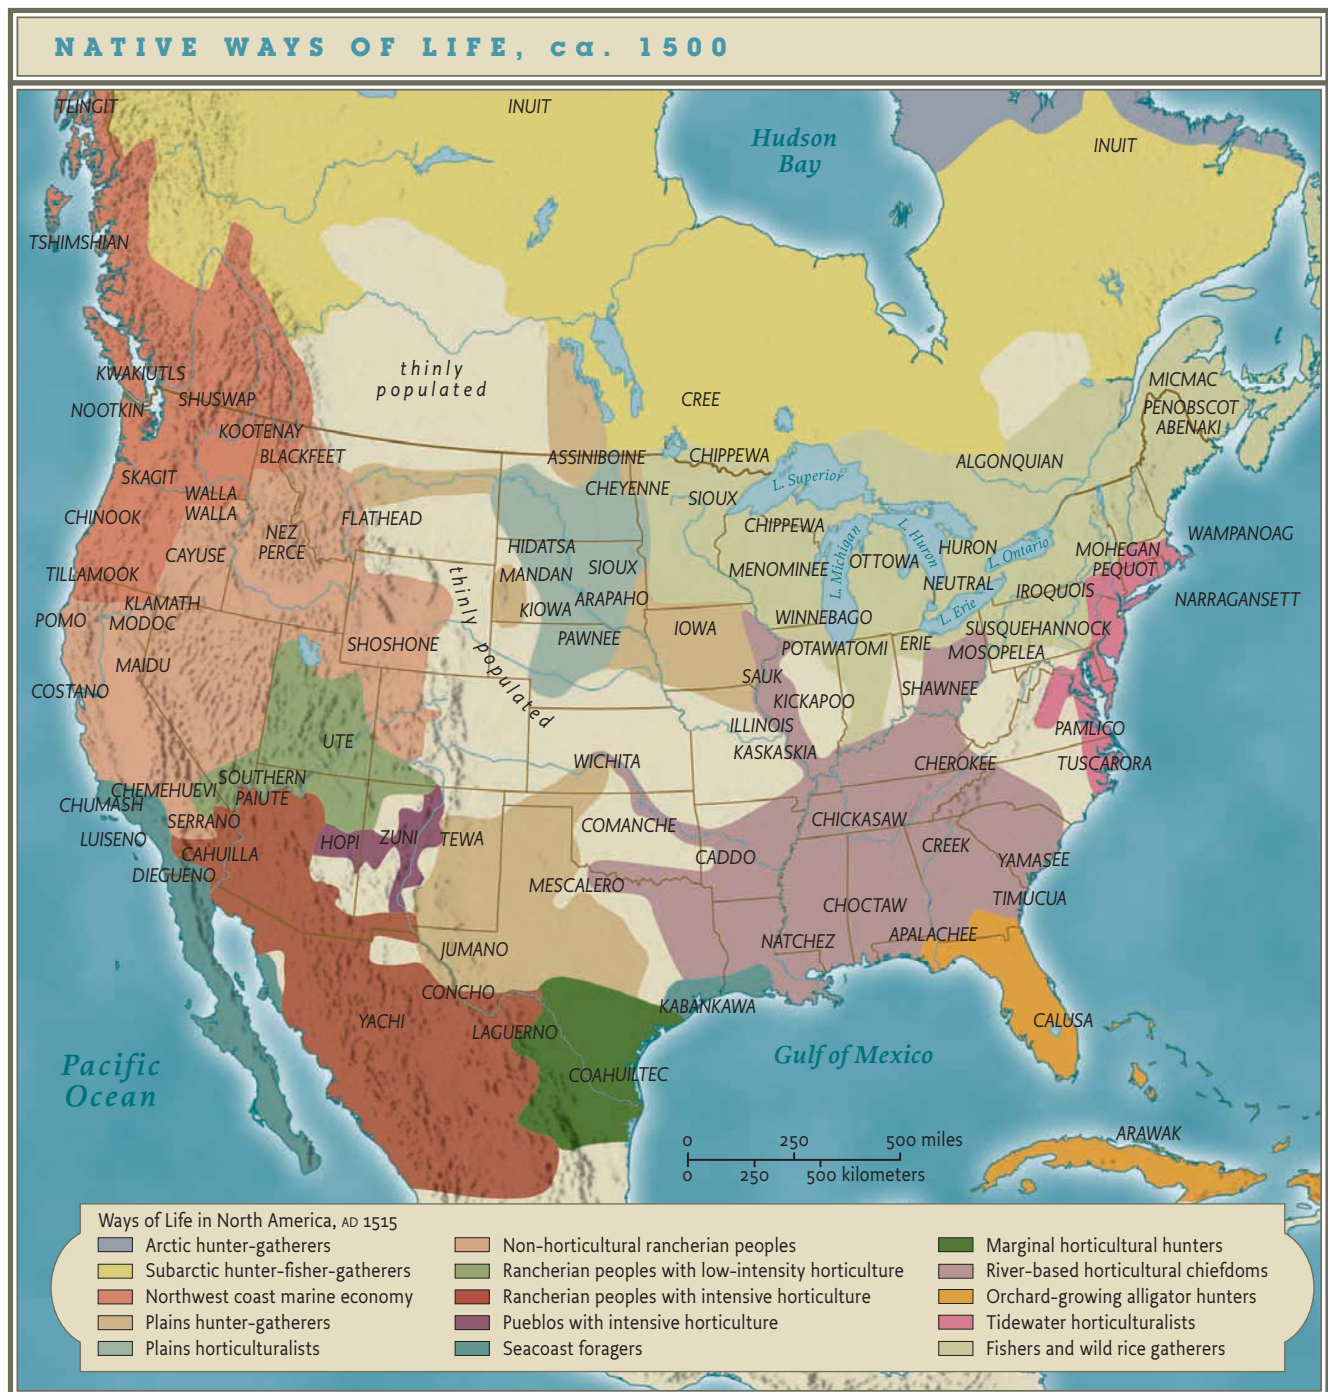 NATIVE WAYS OF LIFE, ca. 1500
TLINGIT
INUIT
Hudson
Bay
INUIT
TSHIMSHIAN
thinly
populated
KWAKIUTLS
NOOTKIN
SHUSWAP
KOOTENAY
BLACKFEET
CREE
MICMAC
PENOBSCOT
ABENAKI
SKAGIT
WALLA
WALLA
CHINOOK
ASSINIBOINE
CHIPPEWA
CHEYENNE
SIOUX
L. Superior
ALGONQUIAN
FLATHEAD
NEZ
PERCE
CAYUSE
CHIPPEWA
L. Michigan
L. Huron
HURON
L. Ontario
OTTOWA
MOHEGAN
PEQUOT
WAMPANOAG
HIDATSA
MANDAN
SIOUX
MENOMINEE
NEUTRAL
IROQUOIS
NARRAGANSETT
TILLAMOOK
KLAMATH
MODOC
POMO
KIOWA
ARAPAHO
PAWNEE
IOWA
WINNEBAGO
L. Erie
SUSQUEHANNOCK
MOSOPELEA
POTAWATOMI
ERIE
SHOSHONE
thinly populated
MAIDU
COSTANO
SAUK
KICKAPOO
SHAWNEE
ILLINOIS
KASKASKIA
PAMLICO
UTE
WICHITA
CHEROKEE
TUSCARORA
SOUTHERN
PAIUTE
CHEMEHUEVI
CHUMASH
SERRANO
LUISENO
CAHUILLA
DIEGUENO
HOPI
ZUNI
TEWA
COMANCHE
CHICKASAW
CADDO
CREEK
YAMASEE
MESCALERO
CHOCTAW
TIMUCUA
NATCHEZ
APALACHEE
JUMANO
CONCHO
KABANKAWA
YACHI
LAGUERNO
CALUSA
COAHUILTEC
Pacific
Ocean
Gulf of Mexico
ARAWAK
0 250 500 miles
0 250 500 kilometers
Ways of Life in North America, AD 1515
Arctic hunter-gatherers
Subarctic hunter-fisher-gatherers
Northwest coast marine economy
Plains hunter-gatherers
Plains horticulturalists
Non-horticultural rancherian peoples
Rancherian peoples with low-intensity horticulture
Rancherian peoples with intensive horticulture
Pueblos with intensive horticulture
Seacoast foragers
Marginal horticultural hunters
River-based horticultural chiefdoms
Orchard-growing alligator hunters
Tidewater horticulturalists
Fishers and wild rice gatherers